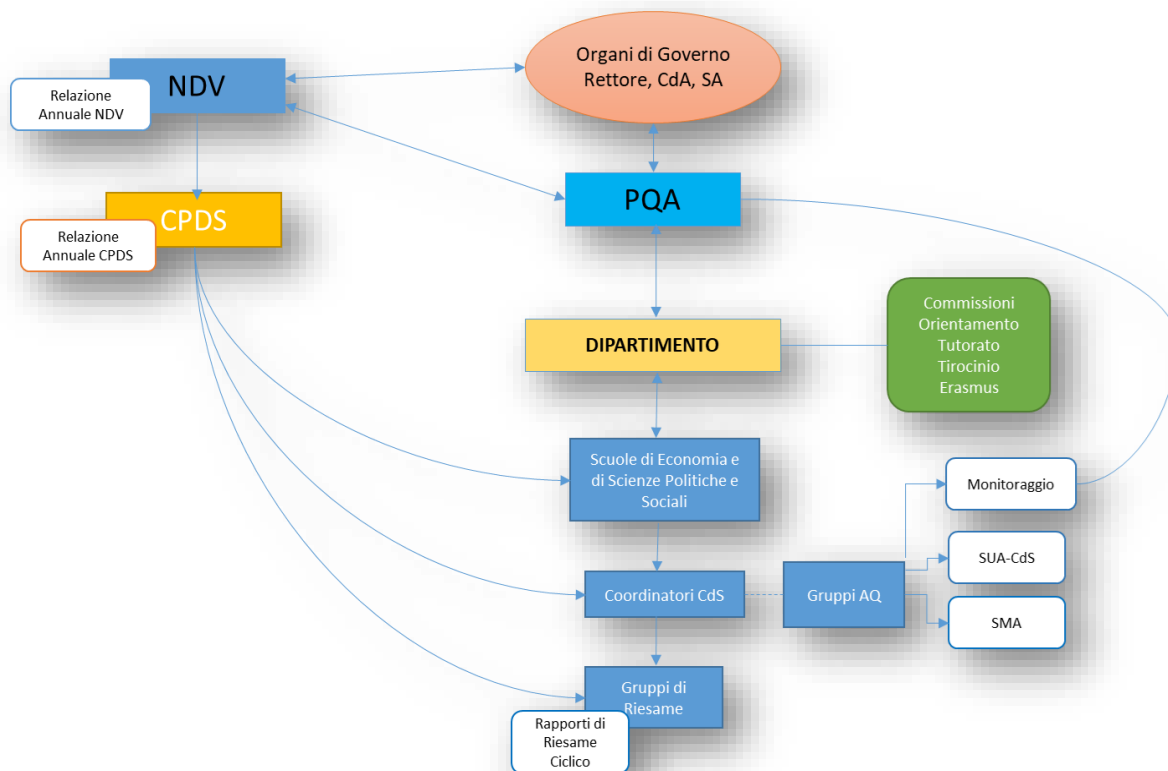 Organi di Governo
Rettore, CdA, SA
NDV
Relazione
Annuale NDV
PQA
CPDS
Relazione
Annuale CPDS
Commissioni
Orientamento
Tutorato
Tirocinio
Erasmus
DIPARTIMENTO
Scuole di Economia e
di Scienze Politiche e
Sociali
Monitoraggio
SUA-CdS
Coordinatori CdS
Gruppi AQ
SMA
Gruppi di
Riesame
Rapporti di
Riesame
Ciclico